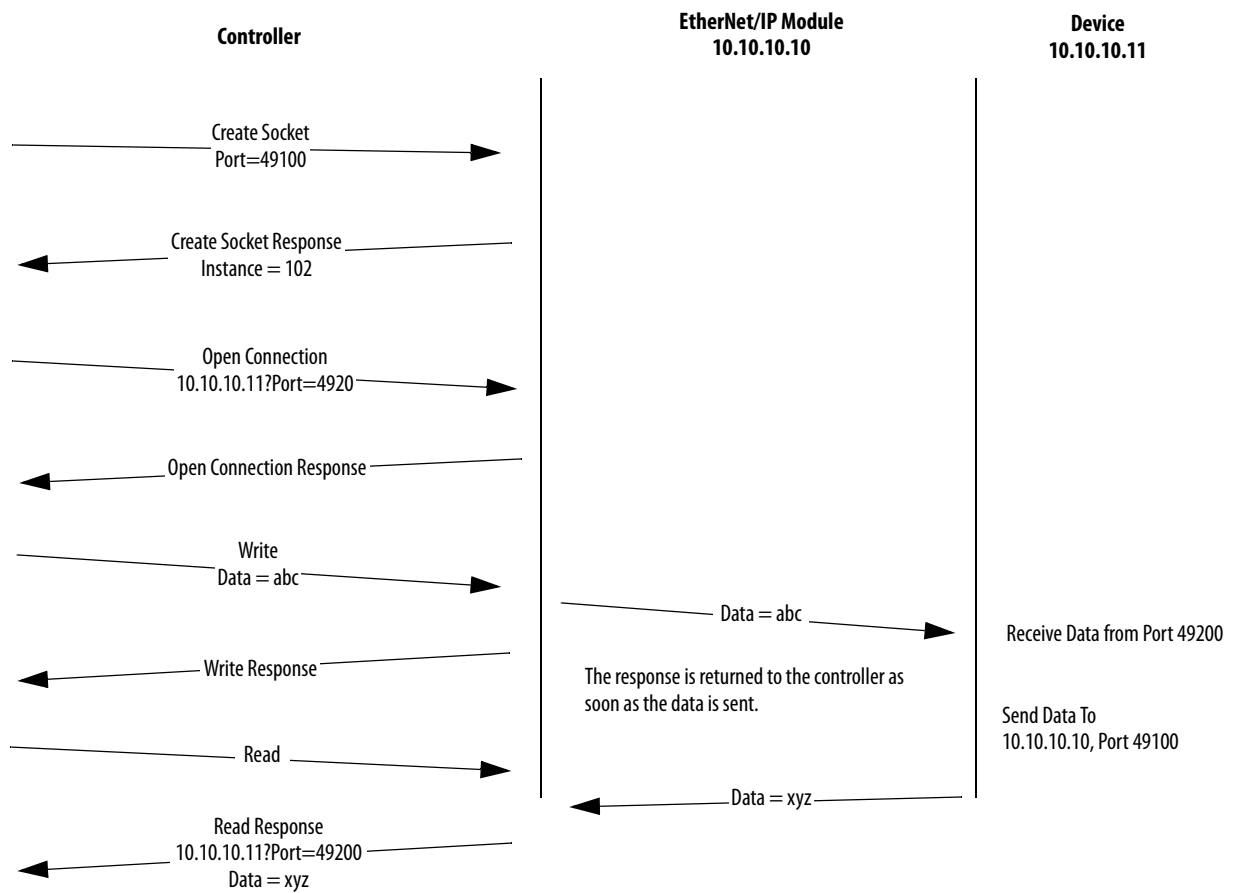 Controller
EtherNet/IP Module
10.10.10.10
Device
10.10.10.11
Create Socket
Port=49100
Create Socket Response
Instance = 102
Open Connection
10.10.10.11?Port=4920
Open Connection Response
Write
Data = abc
Data = abc
Receive Data from Port 49200
Write Response
The response is returned to the controller as
soon as the data is sent.
Send Data To
10.10.10.10, Port 49100
Read
Data = xyz
Read Response
10.10.10.11?Port=49200
Data = xyz